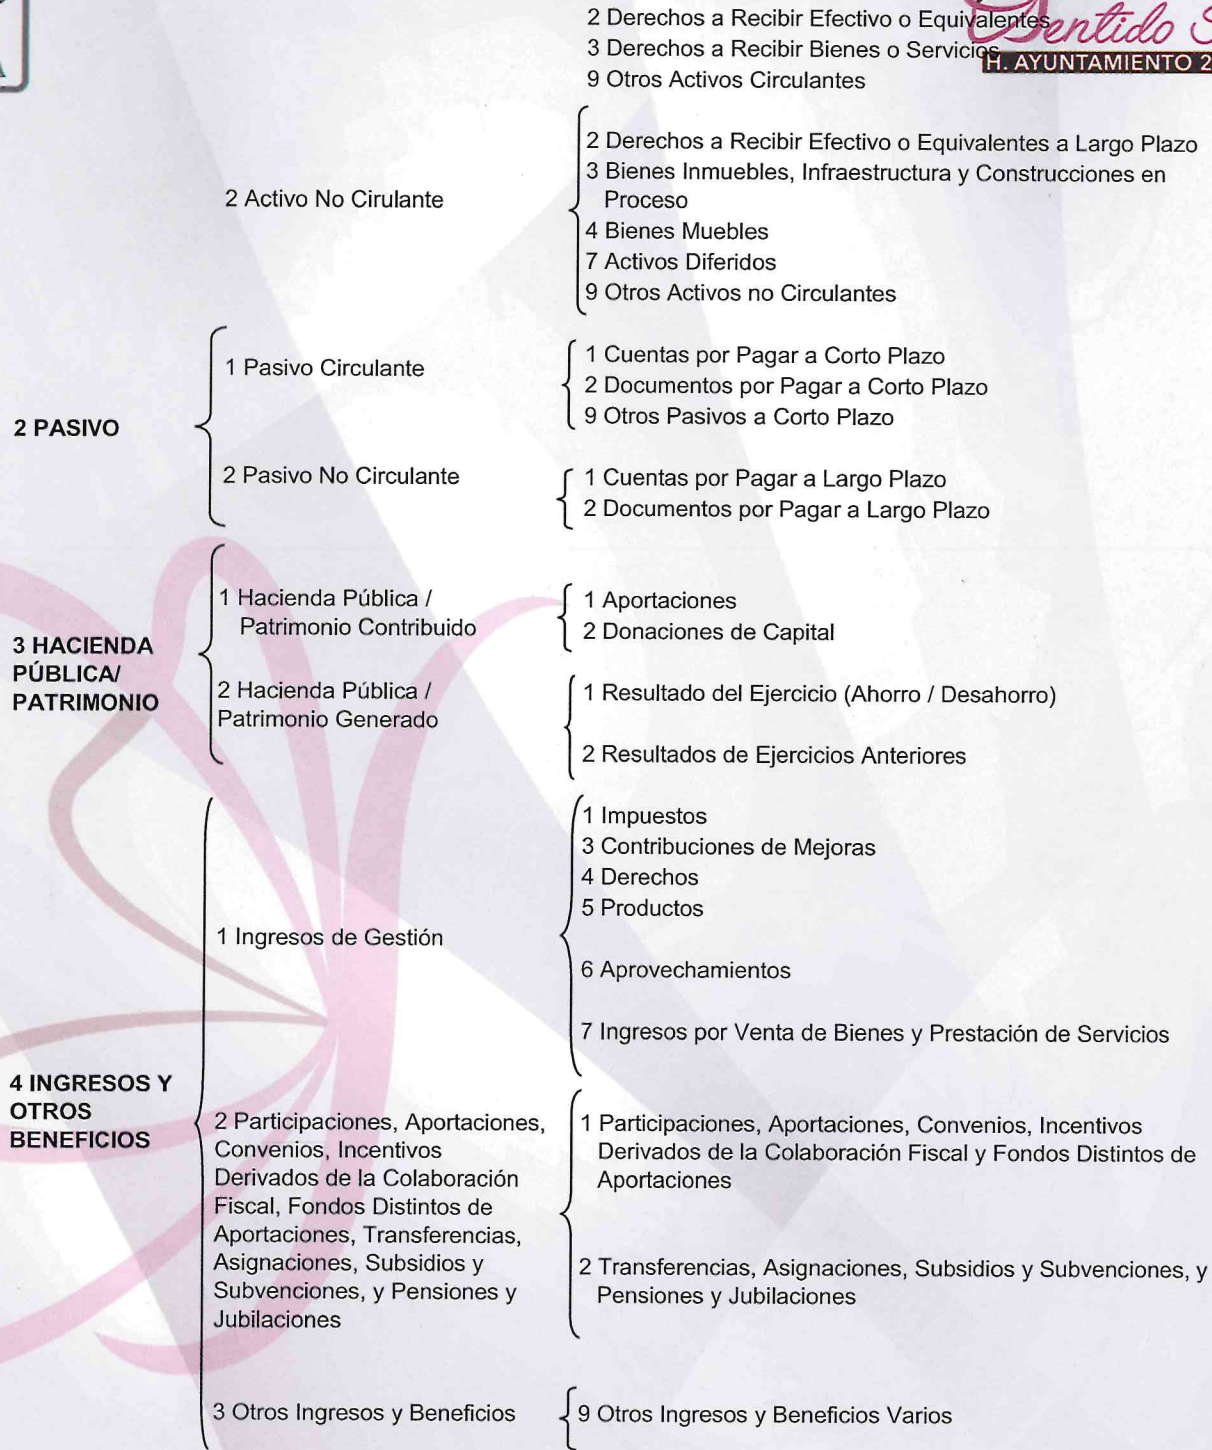 2 Derechos a Recibir Efectivo o Equivalentes
3 Derechos a Recibir Bienes o Servicios
9 Otros Activos Circulantes
Sentido
H. AYUNTAMIENTO 2
2 Activo No Cirulante
2 Derechos a Recibir Efectivo o Equivalentes a Largo Plazo
3 Bienes Inmuebles, Infraestructura y Construcciones en
Proceso
4 Bienes Muebles
7 Activos Diferidos
9 Otros Activos no Circulantes
2 PASIVO
1 Pasivo Circulante
1 Cuentas por Pagar a Corto Plazo
2 Documentos por Pagar a Corto Plazo
9 Otros Pasivos a Corto Plazo
2 Pasivo No Circulante
1 Cuentas por Pagar a Largo Plazo
2 Documentos por Pagar a Largo Plazo
3 HACIENDA
PÚBLICA/
PATRIMONIO
1 Hacienda Pública /
Patrimonio Contribuido
1 Aportaciones
2 Donaciones de Capital
2 Hacienda Pública /
Patrimonio Generado
1 Resultado del Ejercicio (Ahorro / Desahorro)
2 Resultados de Ejercicios Anteriores
4 INGRESOS Y
OTROS
BENEFICIOS
1 Ingresos de Gestión
1 Impuestos
3 Contribuciones de Mejoras
4 Derechos
5 Productos
6 Aprovechamientos
7 Ingresos por Venta de Bienes y Prestación de Servicios
2 Participaciones, Aportaciones,
Convenios, Incentivos
Derivados de la Colaboración
Fiscal, Fondos Distintos de
Aportaciones, Transferencias,
Asignaciones, Subsidios y
Subvenciones, y Pensiones y
Jubilaciones
1 Participaciones, Aportaciones, Convenios, Incentivos
Derivados de la Colaboración Fiscal y Fondos Distintos de
Aportaciones
2 Transferencias, Asignaciones, Subsidios y Subvenciones, y
Pensiones y Jubilaciones
3 Otros Ingresos y Beneficios
9 Otros Ingresos y Beneficios Varios